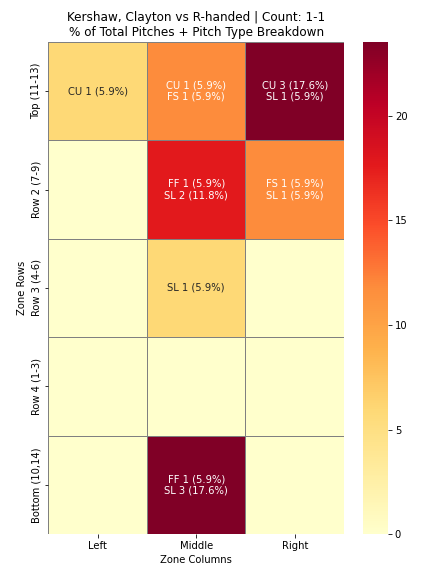 Kershaw, Clayton vs R-handed | Count: 1-1
% of Total Pitches + Pitch Type Breakdown
Zone Rows
Top (11-13)
CU 1 (5.9%)
CU 1 (5.9%)
FS 1 (5.9%)
CU 3 (17.6%)
SL 1 (5.9%)
Row 2 (7-9)
FF 1 (5.9%)
SL 2 (11.8%)
FS 1 (5.9%)
SL 1 (5.9%)
Row 3 (4-6)
SL 1 (5.9%)
Row 4 (1-3)
Bottom (10,14)
FF 1 (5.9%)
SL 3 (17.6%)
Left
Middle
Right
Zone Columns
20
15
10
5
0